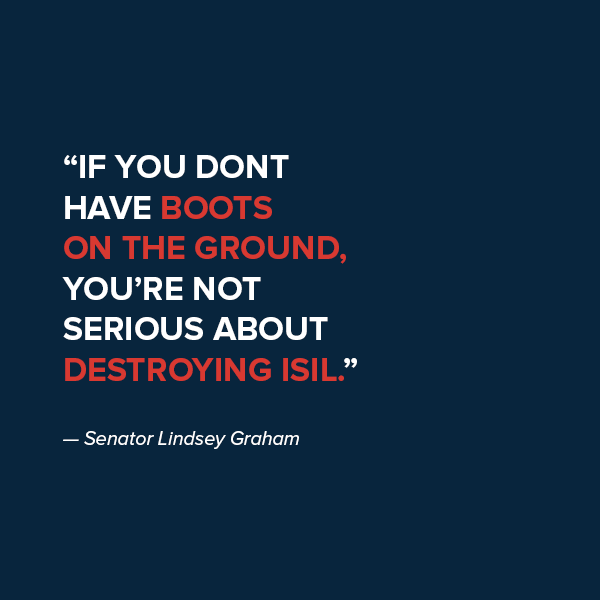 “IF YOU DONT
HAVE BOOTS
ON THE GROUND,
YOU’RE NOT
SERIOUS ABOUT
DESTROYING ISIL.”
— Senator Lindsey Graham